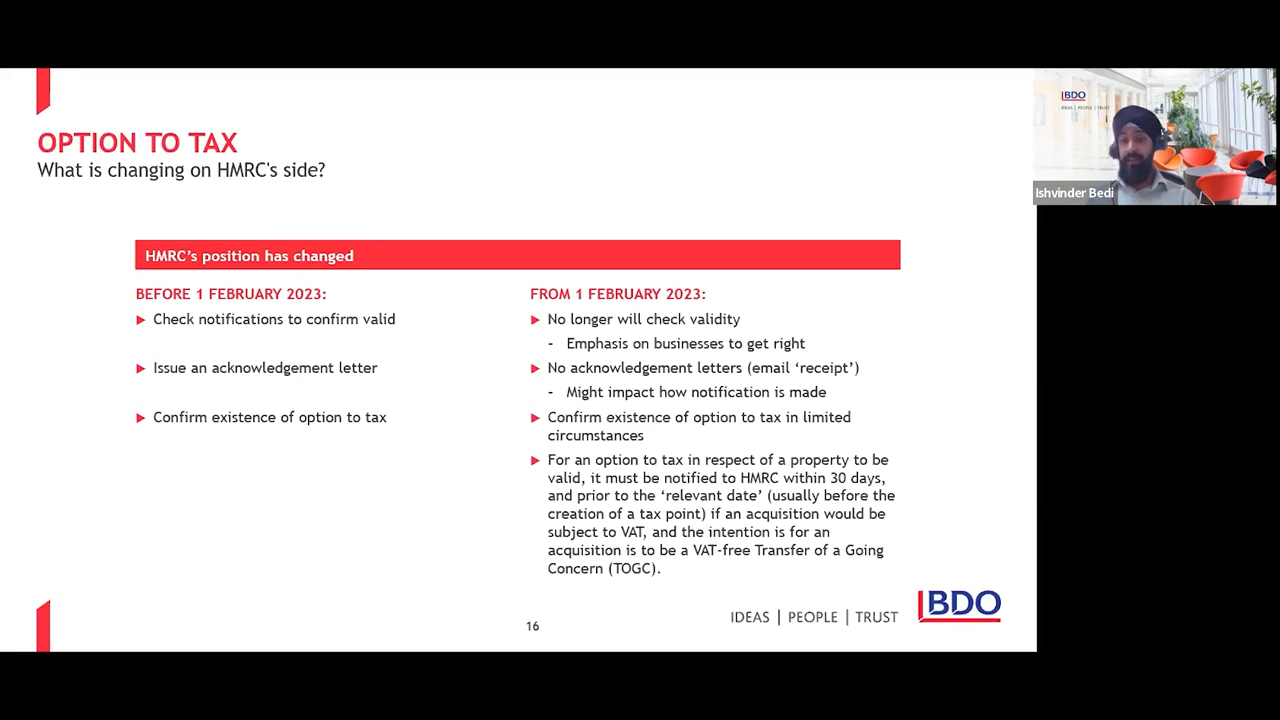 OPTION TO TAX
What is changing on HMRC's side?
HMRC's position has changed
BEFORE 1 FEBRUARY 2023:
► Check notifications to confirm valid
► Issue an acknowledgement letter
► Confirm existence of option to tax
FROM 1 FEBRUARY 2023:
► No longer will check validity
- Emphasis on businesses to get right
► No acknowledgement letters (email ‘receipt’)
- Might impact how notification is made
► Confirm existence of option to tax in limited
circumstances
► For an option to tax in respect of a property to be
valid, it must be notified to HMRC within 30 days,
and prior to the ‘relevant date’ (usually before the
creation of a tax point) if an acquisition would be
subject to VAT, and the intention is for an
acquisition is to be a VAT-free Transfer of a Going
Concern (TOGC).
16
IDEAS | PEOPLE | TRUST
BDO
BDO
IDEAS | PEOPLE | TRUST
Ishvinder Bedi